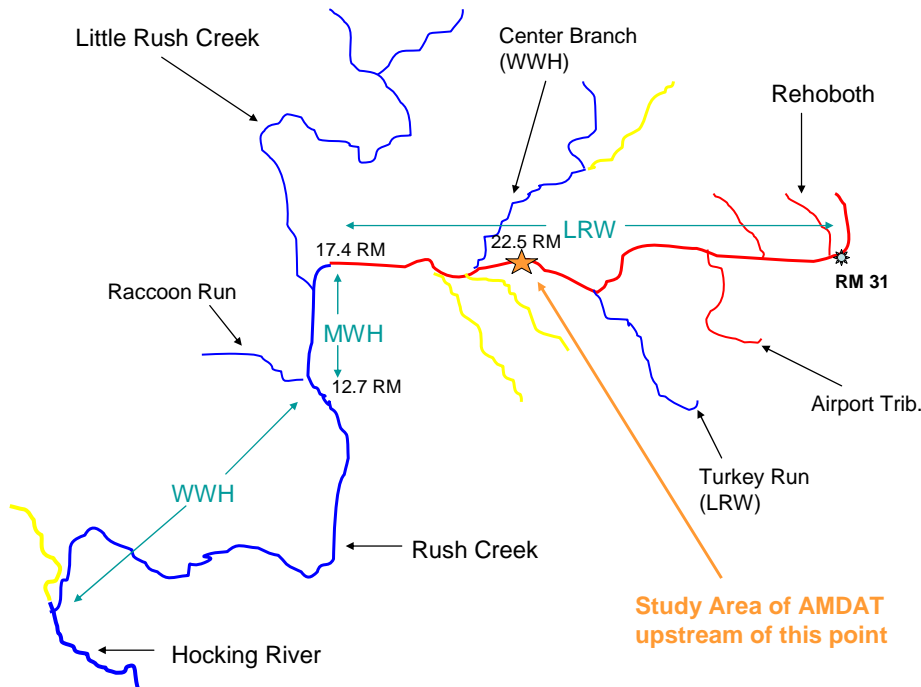 Little Rush Creek
Center Branch
(WWH)
Rehoboth
22.5 RM
LRW
17.4 RM
RM 31
Raccoon Run
MWH
12.7 RM
Airport Trib.
Turkey Run
(LRW)
WWH
Rush Creek
Study Area of AMDAT
upstream of this point
Hocking River